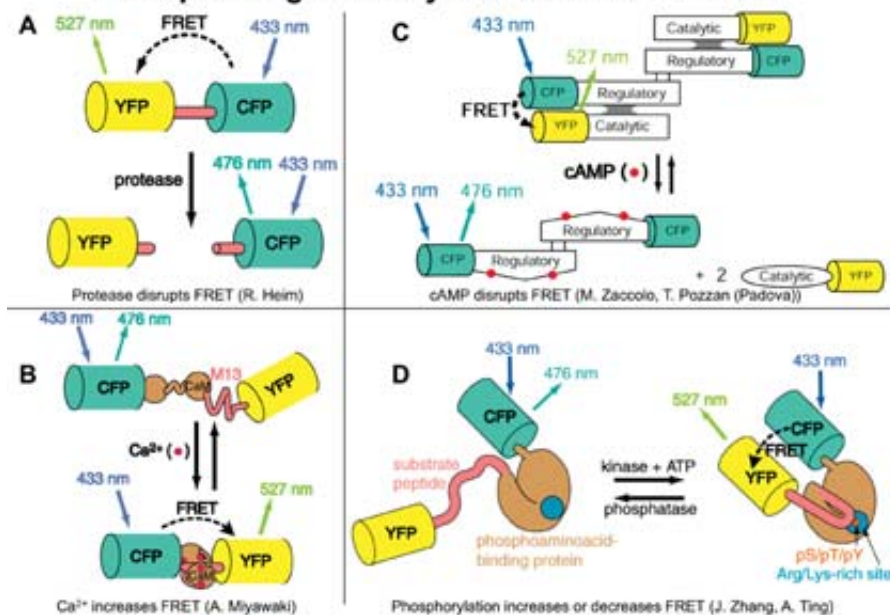 A
FRET
527 nm
433 nm
YFP
CFP
protease
476 nm
433 nm
YFP
CFP
Protease disrupts FRET (R. Heim)
B
433 nm
476 nm
CFP
CaM
M13
YFP
Ca²⁺ (•)
433 nm
FRET
527 nm
CFP
CaM
YFP
Ca²⁺ increases FRET (A. Miyawaki)
C
433 nm
527 nm
Catalytic
YFP
Regulatory
CFP
CFP
Regulatory
FRET
YFP
Catalytic
cAMP (•)
433 nm
476 nm
Regulatory
CFP
CFP
Regulatory
+ 2
Catalytic
YFP
cAMP disrupts FRET (M. Zaccolo, T. Pozzan (Padova))
D
433 nm
476 nm
CFP
substrate
peptide
YFP
phosphoaminoacid-
binding protein
kinase + ATP
phosphatase
433 nm
527 nm
CFP
FRET
YFP
pS/pT/pY
Arg/Lys-rich site
Phosphorylation increases or decreases FRET (J. Zhang, A. Ting)